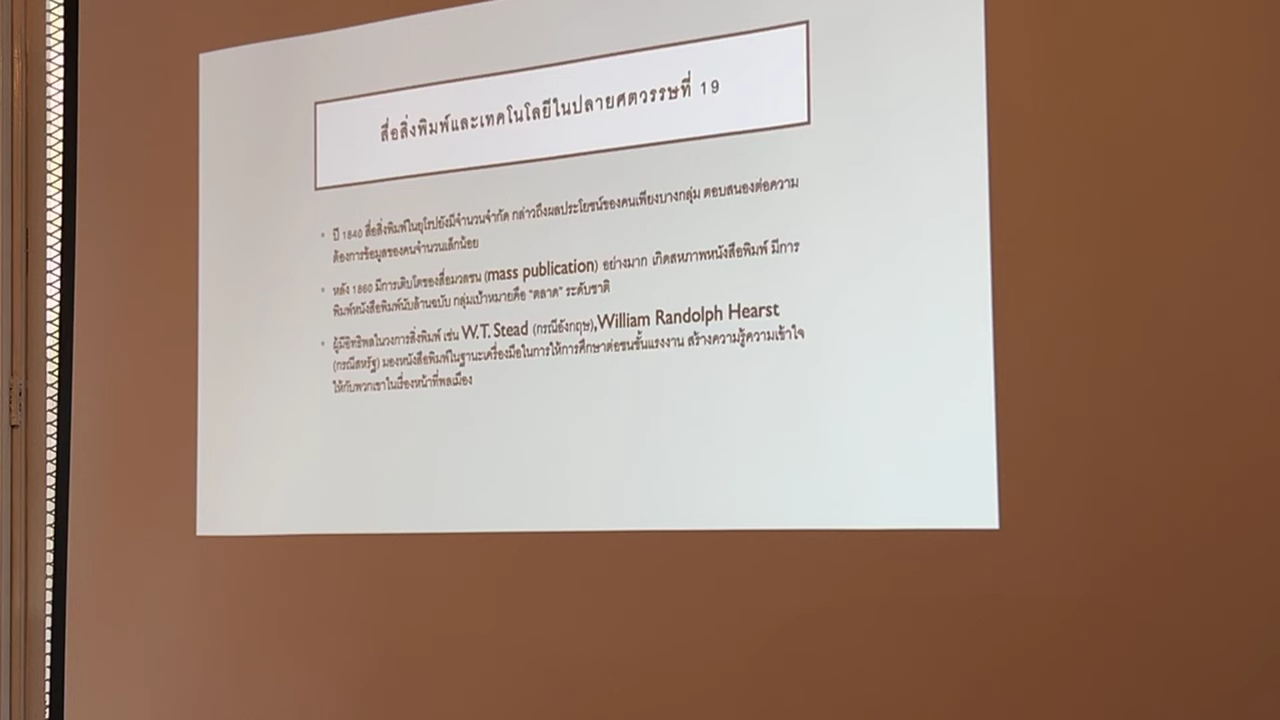 สื่อสิ่งพิมพ์และเทคโนโลยีในปลายศตวรรษที่ 19
• ปี 1840 สื่อสิ่งพิมพ์ในยุโรปยังมีจำนวนจำกัด กล่าวถึงผลประโยชน์ของคนเพียงบางกลุ่ม ตอบสนองต่อความ
ต้องการข้อมูลของคนจำนวนเล็กน้อย
• หลัง 1860 มีการเติบโตของสื่อมวลชน (mass publication) อย่างมาก เกิดสหภาพหนังสือพิมพ์ มีการ
พิมพ์หนังสือพิมพ์นับล้านฉบับ กลุ่มเป้าหมายคือ "ตลาด" ระดับชาติ
• ผู้มีอิทธิพลในวงการสิ่งพิมพ์ เช่น W.T. Stead (กรณีอังกฤษ), William Randolph Hearst
(กรณีสหรัฐ) มองหนังสือพิมพ์ในฐานะเครื่องมือในการให้การศึกษาต่อชนชั้นแรงงาน สร้างความรู้ความเข้าใจ
ให้กับพวกเขาในเรื่องหน้าที่พลเมือง